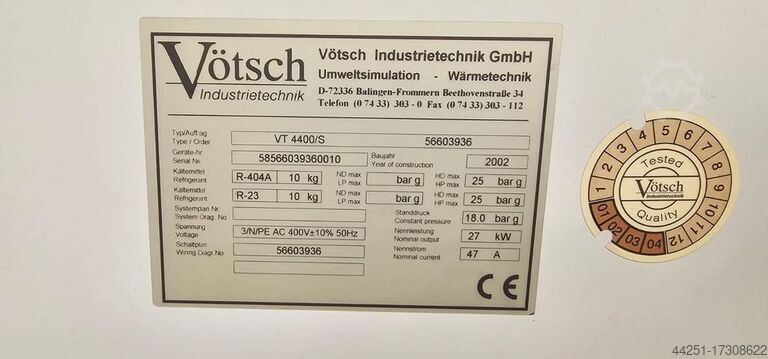 Vötsch
Industrietechnik
Vötsch Industrietechnik GmbH
Umweltsimulation - Wärmetechnik
D-72336 Balingen-Frommern Beethovenstraße 34
Telefon (0 74 33) 303 - 0 Fax (0 74 33) 303 - 112
Typ/Auftrag
Type / Order
VT 4400/S 56603936
Geräte-Nr.
Serial No
58566039360010
Baujahr
Year of construction
2002
Kältemittel
Refrigerant
R-404A 10 kg
ND max
LP max
bar g
HD max
HP max
25 bar g
Kältemittel
Refrigerant
R-23 10 kg
ND max
LP max
bar g
HD max
HP max
25 bar g
Systemplan Nr.
System Drag. No
Standdruck
Constant pressure
18.0 bar g
Spannung
Voltage
3/N/PE AC 400V±10% 50Hz
Nennleistung
Nominal output
27 kW
Schaltplan
Wiring Diagr. No
56603936
Nennstrom
Nominal current
47 A
CE
Tested
Vötsch
Industrietechnik
Quality
1 2 3 4 5 6 7 8 9 10 11 12
01 02 03 04
44251-17308622